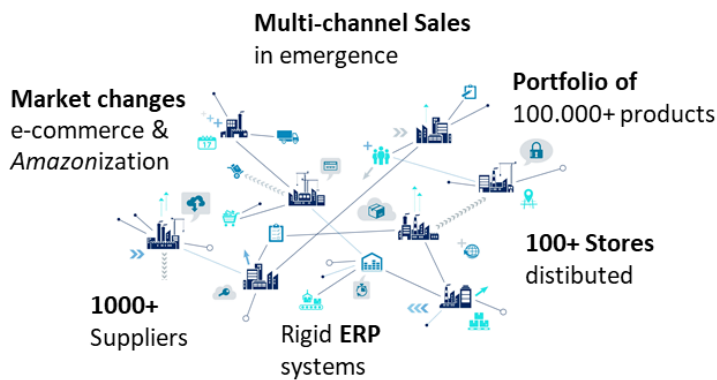 Multi-channel Sales
in emergence
Market changes
e-commerce &
Amazonization
Portfolio of
100.000+ products
17
100+ Stores
distibuted
1000+
Suppliers
Rigid ERP
systems